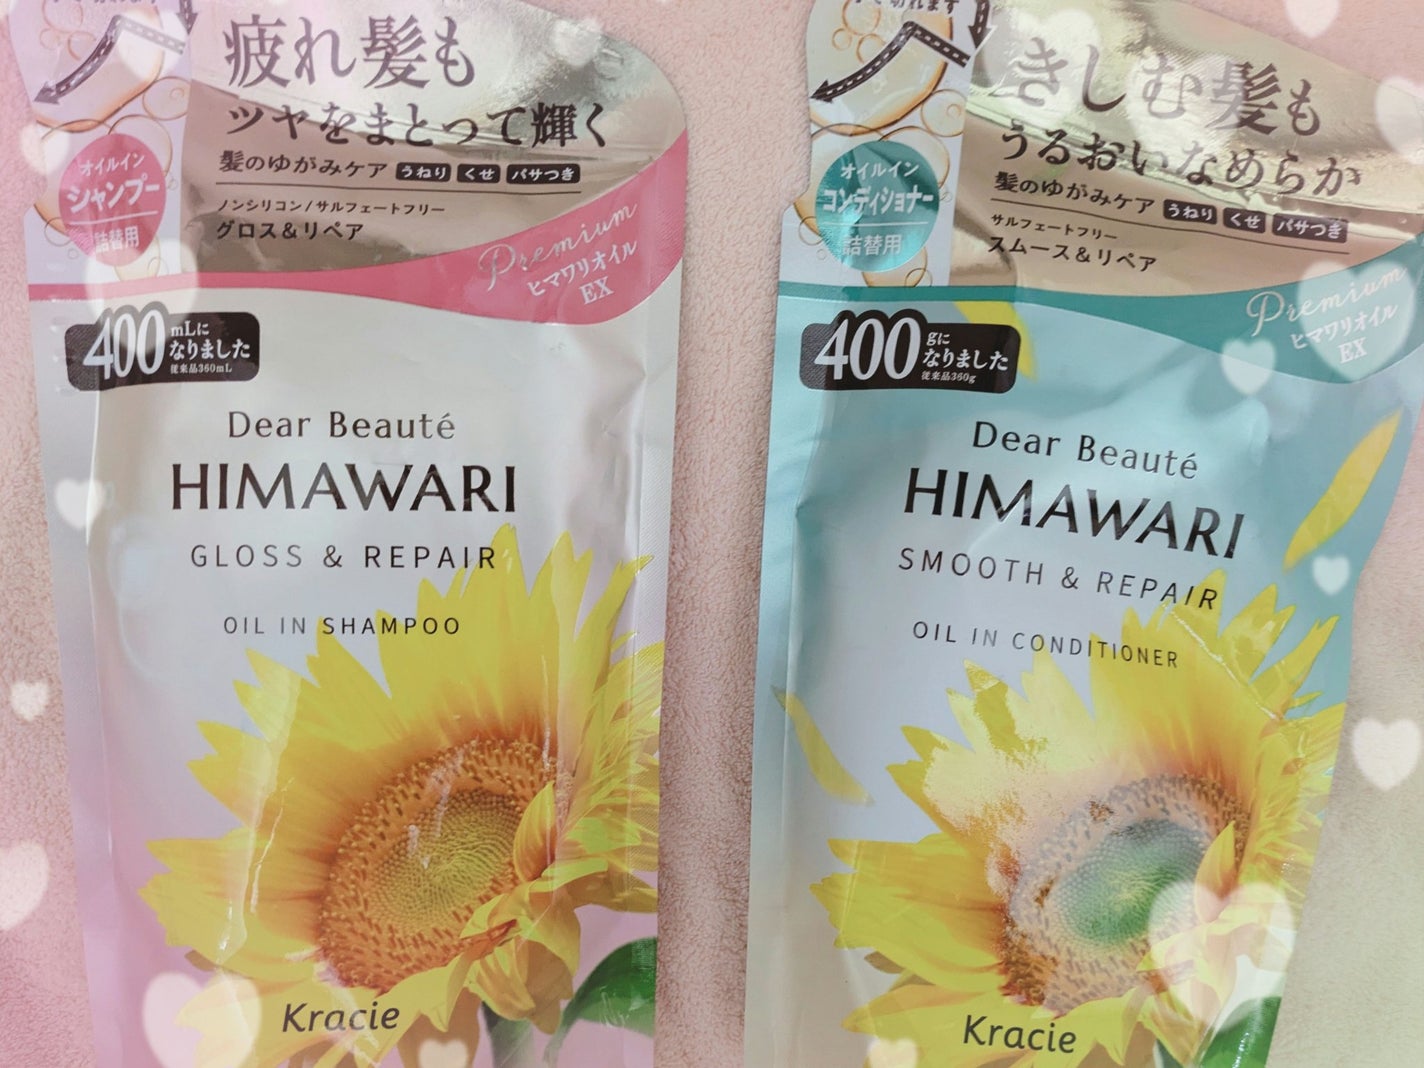 疲れ髪も
ツヤをまとって輝く
髪のゆがみケア うねり くせ パサつき
ノンシリコン/サルフェートフリー
グロス&リペア
オイルイン
シャンプー
詰替用
Premium
ヒマワリオイル
EX
400mLに
なりました
従来品360mL
Dear Beauté
HIMAWARI
GLOSS & REPAIR
OIL IN SHAMPOO
Kracie
きしむ髪も
うるおいなめらか
髪のゆがみケア うねり くせ パサつき
サルフェートフリー
スムース&リペア
オイルイン
コンディショナー
詰替用
Premium
ヒマワリオイル
EX
400gに
なりました
従来品360g
Dear Beauté
HIMAWARI
SMOOTH & REPAIR
OIL IN CONDITIONER
Kracie